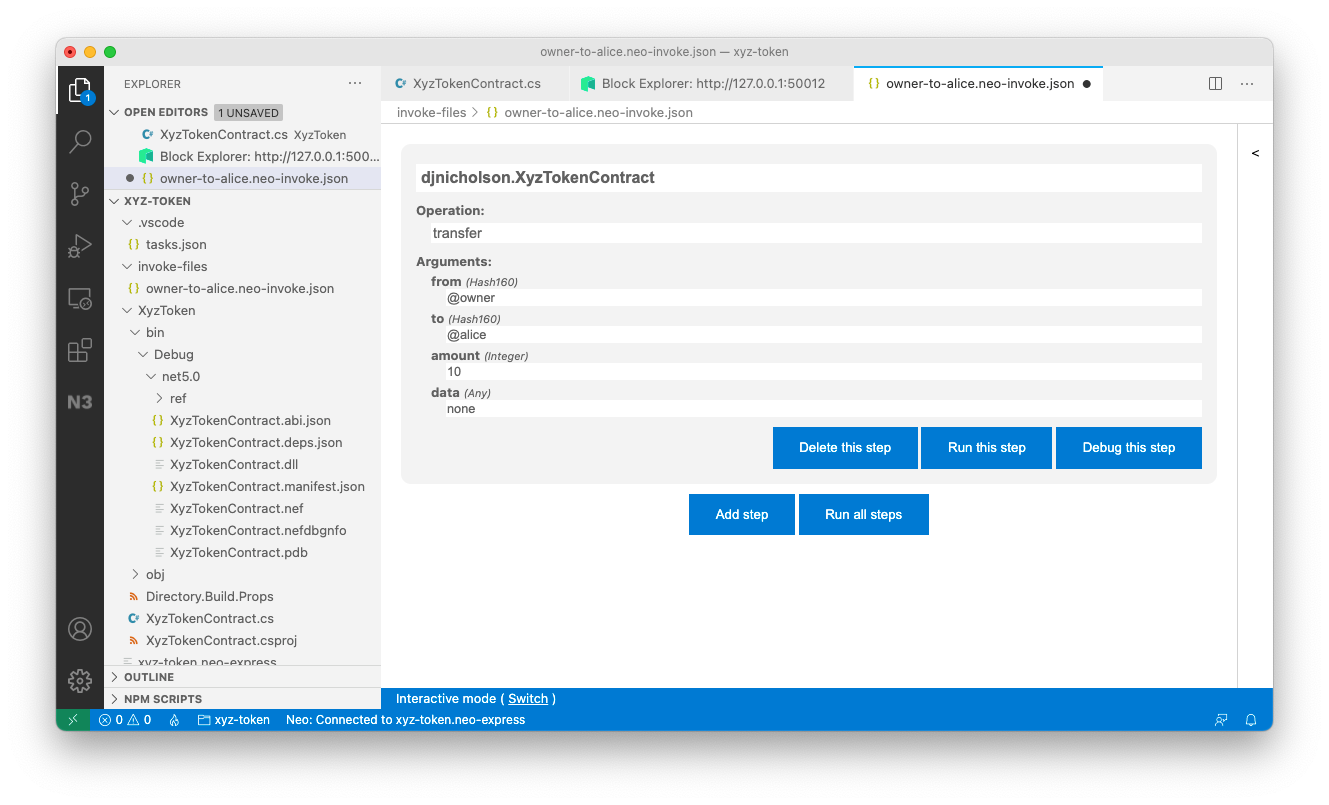 owner-to-alice.neo-invoke.json — xyz-token
EXPLORER
1
OPEN EDITORS 1 UNSAVED
XyzTokenContract.cs XyzToken
Block Explorer: http://127.0.0.1:500...
owner-to-alice.neo-invoke.json
XYZ-TOKEN
.vscode
tasks.json
invoke-files
owner-to-alice.neo-invoke.json
XyzToken
bin
Debug
net5.0
ref
XyzTokenContract.abi.json
XyzTokenContract.deps.json
XyzTokenContract.dll
XyzTokenContract.manifest.json
XyzTokenContract.nef
XyzTokenContract.nefdbgnfo
XyzTokenContract.pdb
obj
Directory.Build.Props
XyzTokenContract.cs
XyzTokenContract.csproj
xyz-token.neo-express
OUTLINE
NPM SCRIPTS
N3
XyzTokenContract.cs
Block Explorer: http://127.0.0.1:50012
owner-to-alice.neo-invoke.json
invoke-files > owner-to-alice.neo-invoke.json
<
djnicholson.XyzTokenContract
Operation:
transfer
Arguments:
from (Hash160)
@owner
to (Hash160)
@alice
amount (Integer)
10
data (Any)
none
Delete this step Run this step Debug this step
Add step Run all steps
Interactive mode ( Switch )
0 0 xyz-token Neo: Connected to xyz-token.neo-express